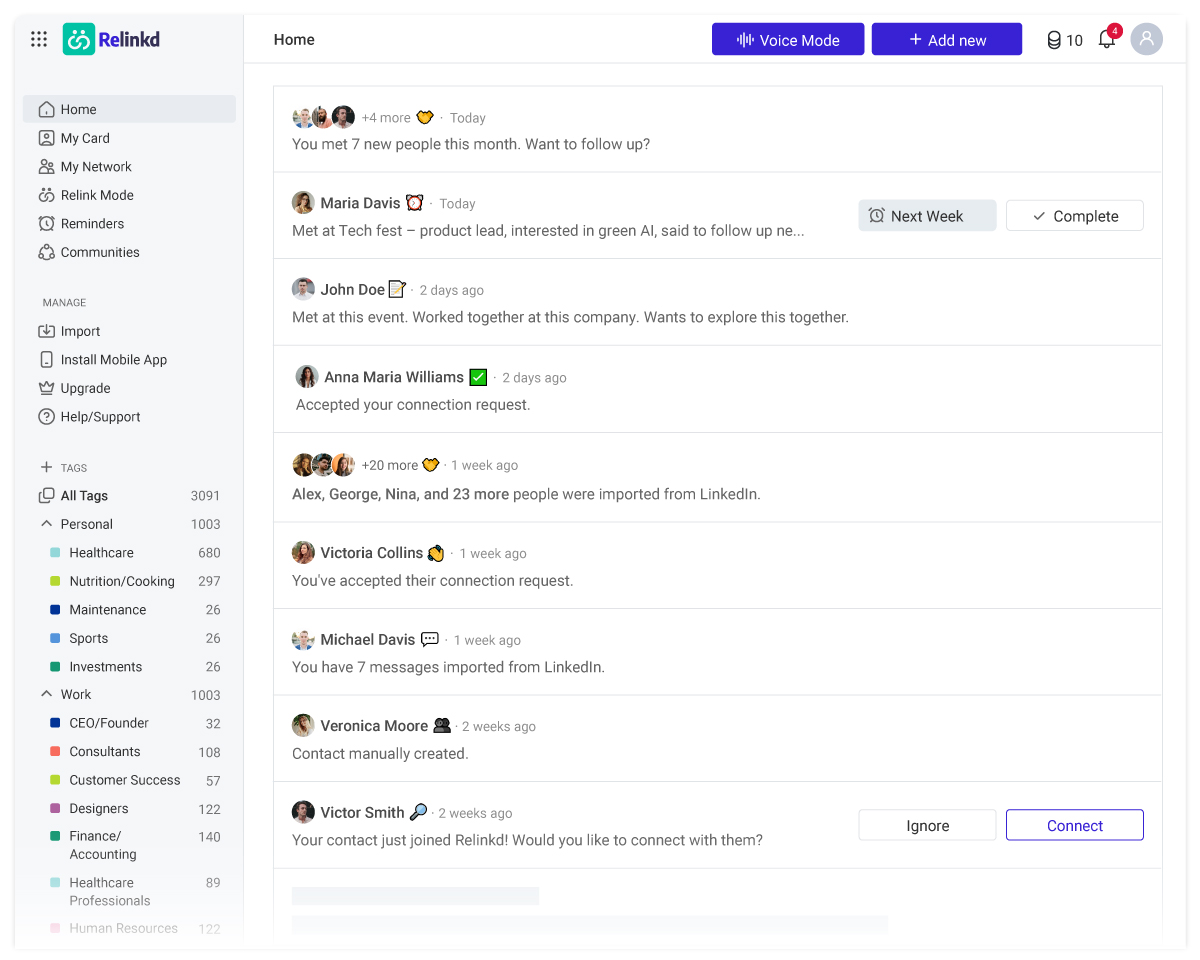 Relinkd
Home
Voice Mode
+ Add new
10
4
Home
My Card
My Network
Relink Mode
Reminders
Communities
MANAGE
Import
Install Mobile App
Upgrade
Help/Support
+ TAGS
All Tags 3091
Personal 1003
Healthcare 680
Nutrition/Cooking 297
Maintenance 26
Sports 26
Investments 26
Work 1003
CEO/Founder 32
Consultants 108
Customer Success 57
Designers 122
Finance/ 140
Accounting
Healthcare 89
Professionals
Human Resources 122
+4 more · Today
You met 7 new people this month. Want to follow up?
Maria Davis · Today
Met at Tech fest – product lead, interested in green AI, said to follow up ne...
Next Week
Complete
John Doe · 2 days ago
Met at this event. Worked together at this company. Wants to explore this together.
Anna Maria Williams · 2 days ago
Accepted your connection request.
+20 more · 1 week ago
Alex, George, Nina, and 23 more people were imported from LinkedIn.
Victoria Collins · 1 week ago
You've accepted their connection request.
Michael Davis · 1 week ago
You have 7 messages imported from LinkedIn.
Veronica Moore · 2 weeks ago
Contact manually created.
Victor Smith · 2 weeks ago
Your contact just joined Relinkd! Would you like to connect with them?
Ignore
Connect